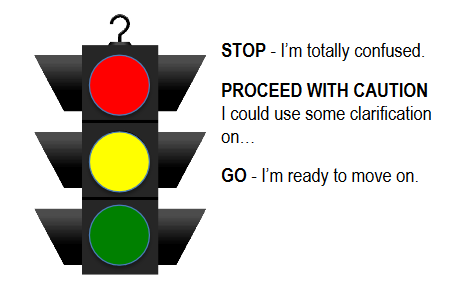 STOP - I'm totally confused.
PROCEED WITH CAUTION
I could use some clarification
on…
GO - I'm ready to move on.